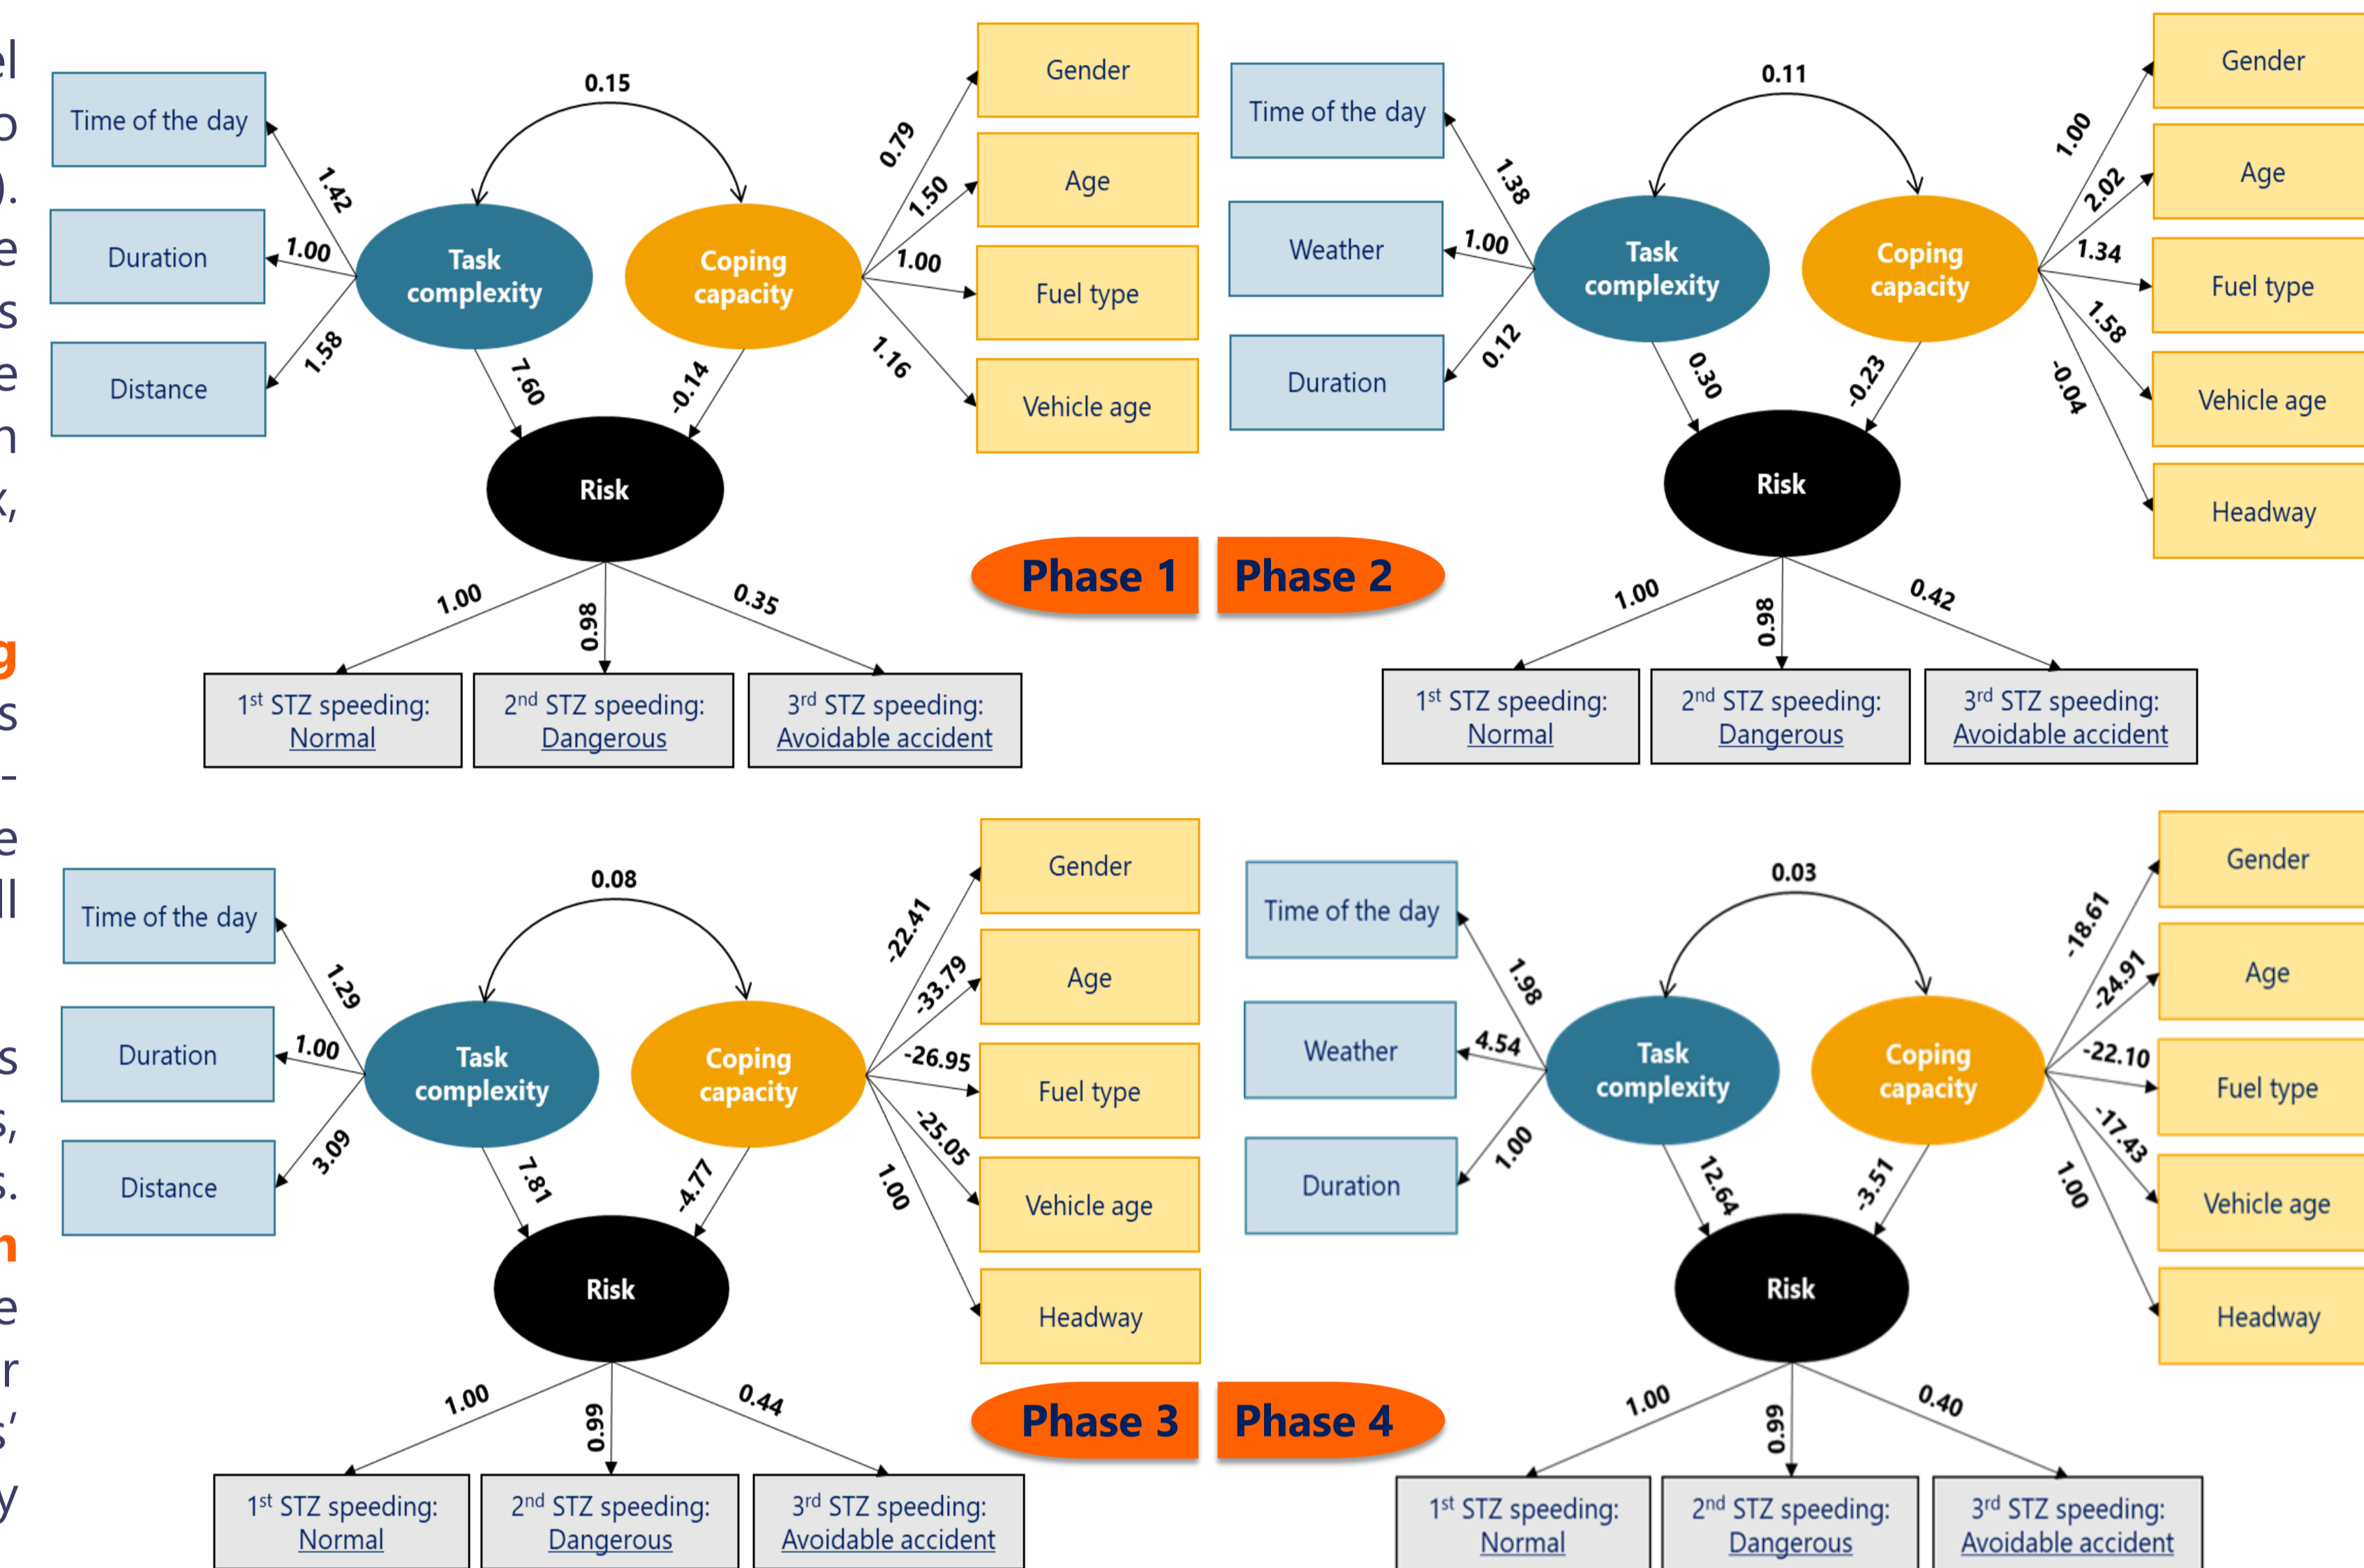 el
o
).
e
s
e
n
x,
g
s
-
e
ll
s
s,
s.
n
e
r
s'
y
0.15
Time of the day
Duration
Distance
1.42
1.00
1.58
Task
complexity
Coping
capacity
0.79
1.50
1.00
1.16
Gender
Age
Fuel type
Vehicle age
7.60
-0.14
Risk
1.00
0.98
0.35
1st STZ speeding:
Normal
2nd STZ speeding:
Dangerous
3rd STZ speeding:
Avoidable accident
Phase 1
Phase 2
0.11
Time of the day
Weather
Duration
1.38
1.00
0.12
Task
complexity
Coping
capacity
1.00
2.02
1.34
1.58
-0.04
Gender
Age
Fuel type
Vehicle age
Headway
0.30
-0.23
Risk
1.00
0.98
0.42
1st STZ speeding:
Normal
2nd STZ speeding:
Dangerous
3rd STZ speeding:
Avoidable accident
0.08
Time of the day
Duration
Distance
1.29
1.00
3.09
Task
complexity
Coping
capacity
-22.41
-33.79
-26.95
-25.05
1.00
Gender
Age
Fuel type
Vehicle age
Headway
7.81
-4.77
Risk
1.00
0.99
0.44
1st STZ speeding:
Normal
2nd STZ speeding:
Dangerous
3rd STZ speeding:
Avoidable accident
Phase 3
Phase 4
0.03
Time of the day
Weather
Duration
1.98
4.54
1.00
Task
complexity
Coping
capacity
-18.61
-24.91
-22.10
-17.43
1.00
Gender
Age
Fuel type
Vehicle age
Headway
12.64
-3.51
Risk
1.00
0.99
0.40
1st STZ speeding:
Normal
2nd STZ speeding:
Dangerous
3rd STZ speeding:
Avoidable accident